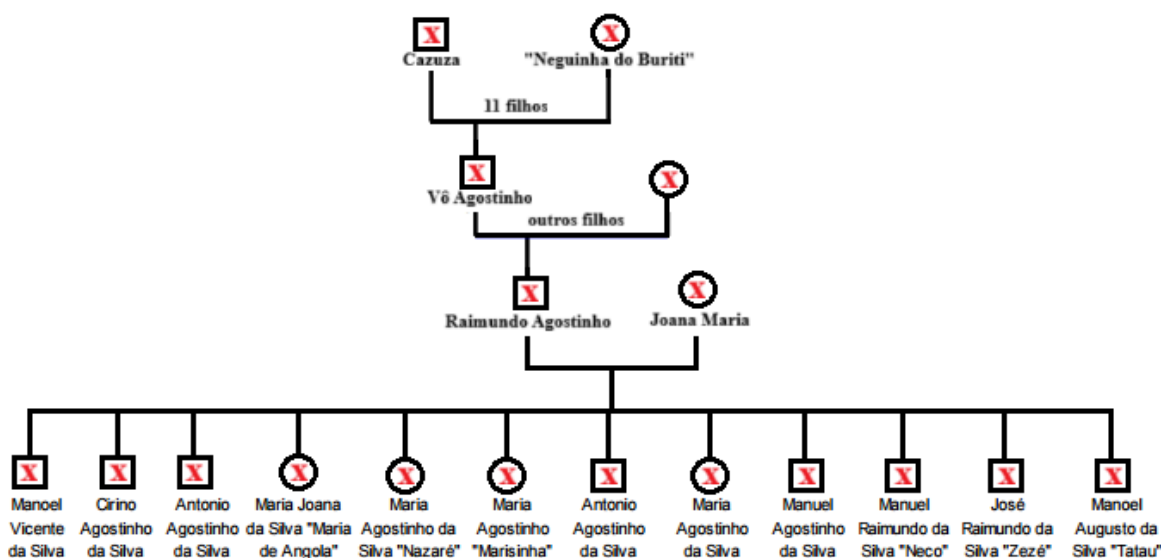 X X
Cazuza "Neguinha do Buriti"
11 filhos
X X
Vô Agostinho
outros filhos
X X
Raimundo Agostinho Joana Maria
X X X X X X X X X X X X
Manoel Vicente da Silva
Cirino Agostinho da Silva
Antonio Agostinho da Silva
Maria Joana da Silva "Maria de Angola"
Maria Agostinho da Silva "Nazaré"
Maria Agostinho "Marisinha"
Antonio Agostinho da Silva
Maria Agostinho da Silva
Manuel Agostinho da Silva
Manuel Raimundo da Silva "Neco"
José Raimundo da Silva "Zezé"
Manoel Augusto da Silva "Tatau"